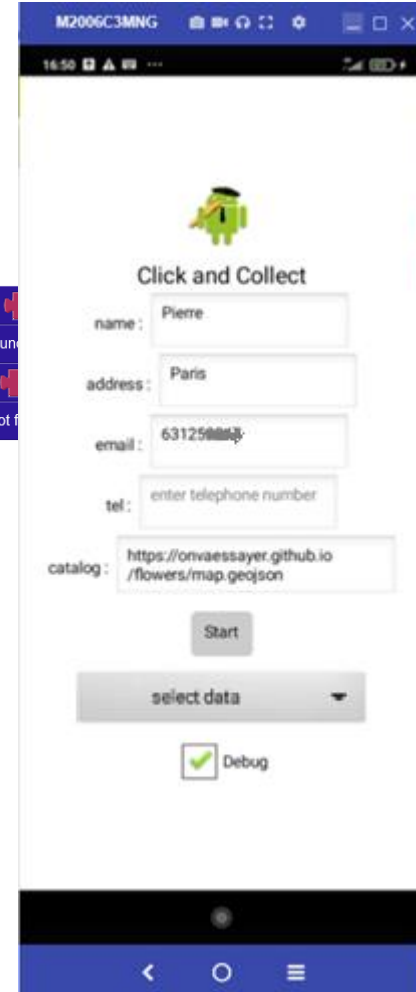 M2006C3MNG
16:50
Click and Collect
name : Pierre
address : Paris
email :
tel : enter telephone number
catalog : https://onvaessayer.github.io
/flowers/map.geojson
Start
select data
Debug